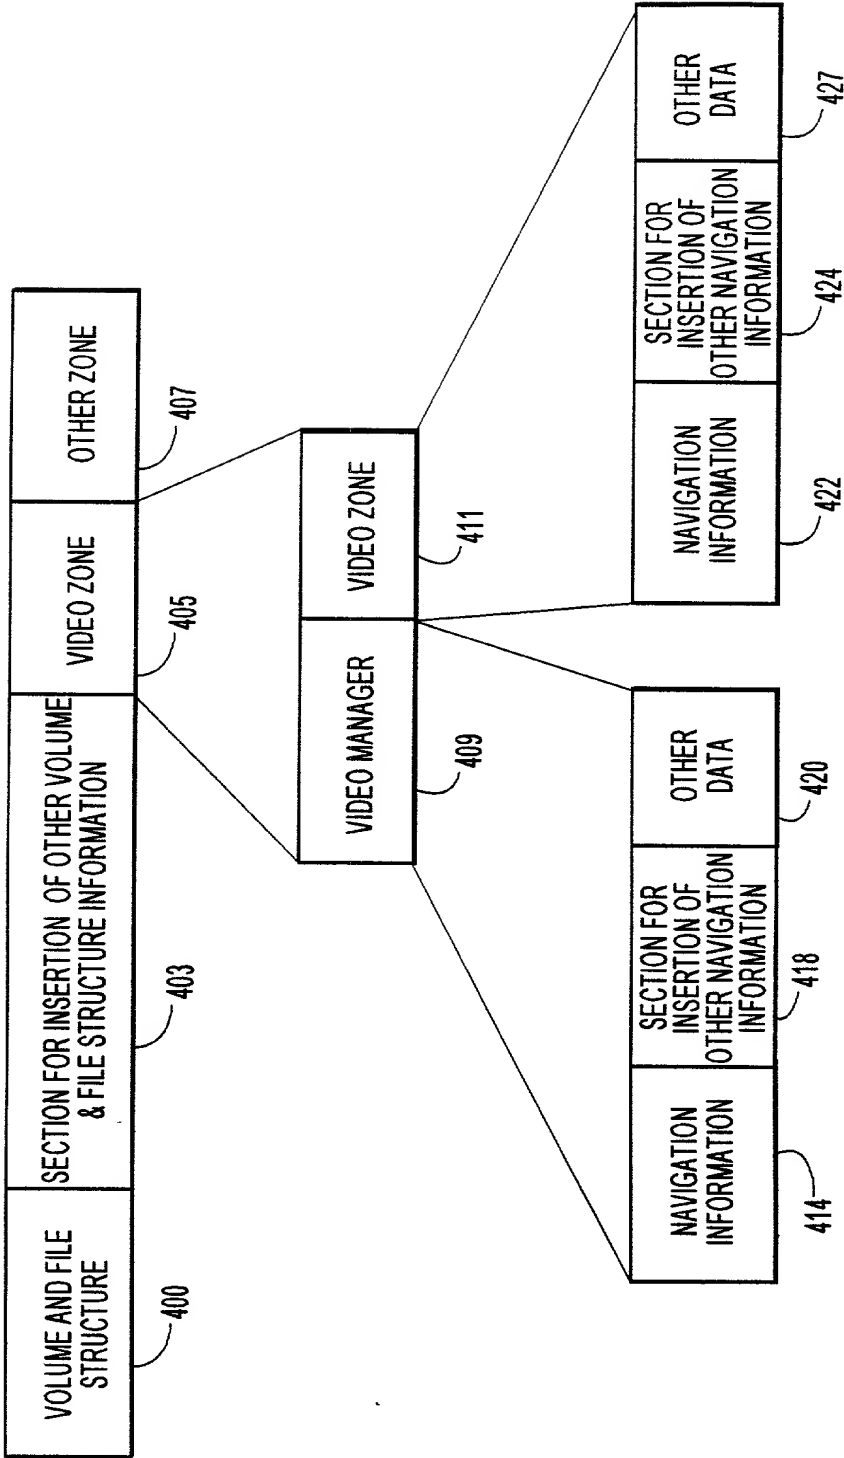 VOLUME AND FILE
STRUCTURE
400
SECTION FOR INSERTION OF OTHER VOLUME
& FILE STRUCTURE INFORMATION
403
VIDEO ZONE
405
OTHER ZONE
407
VIDEO MANAGER
409
VIDEO ZONE
411
NAVIGATION
INFORMATION
414
SECTION FOR
INSERTION OF
OTHER NAVIGATION
INFORMATION
418
OTHER
DATA
420
NAVIGATION
INFORMATION
422
SECTION FOR
INSERTION OF
OTHER NAVIGATION
INFORMATION
424
OTHER
DATA
427